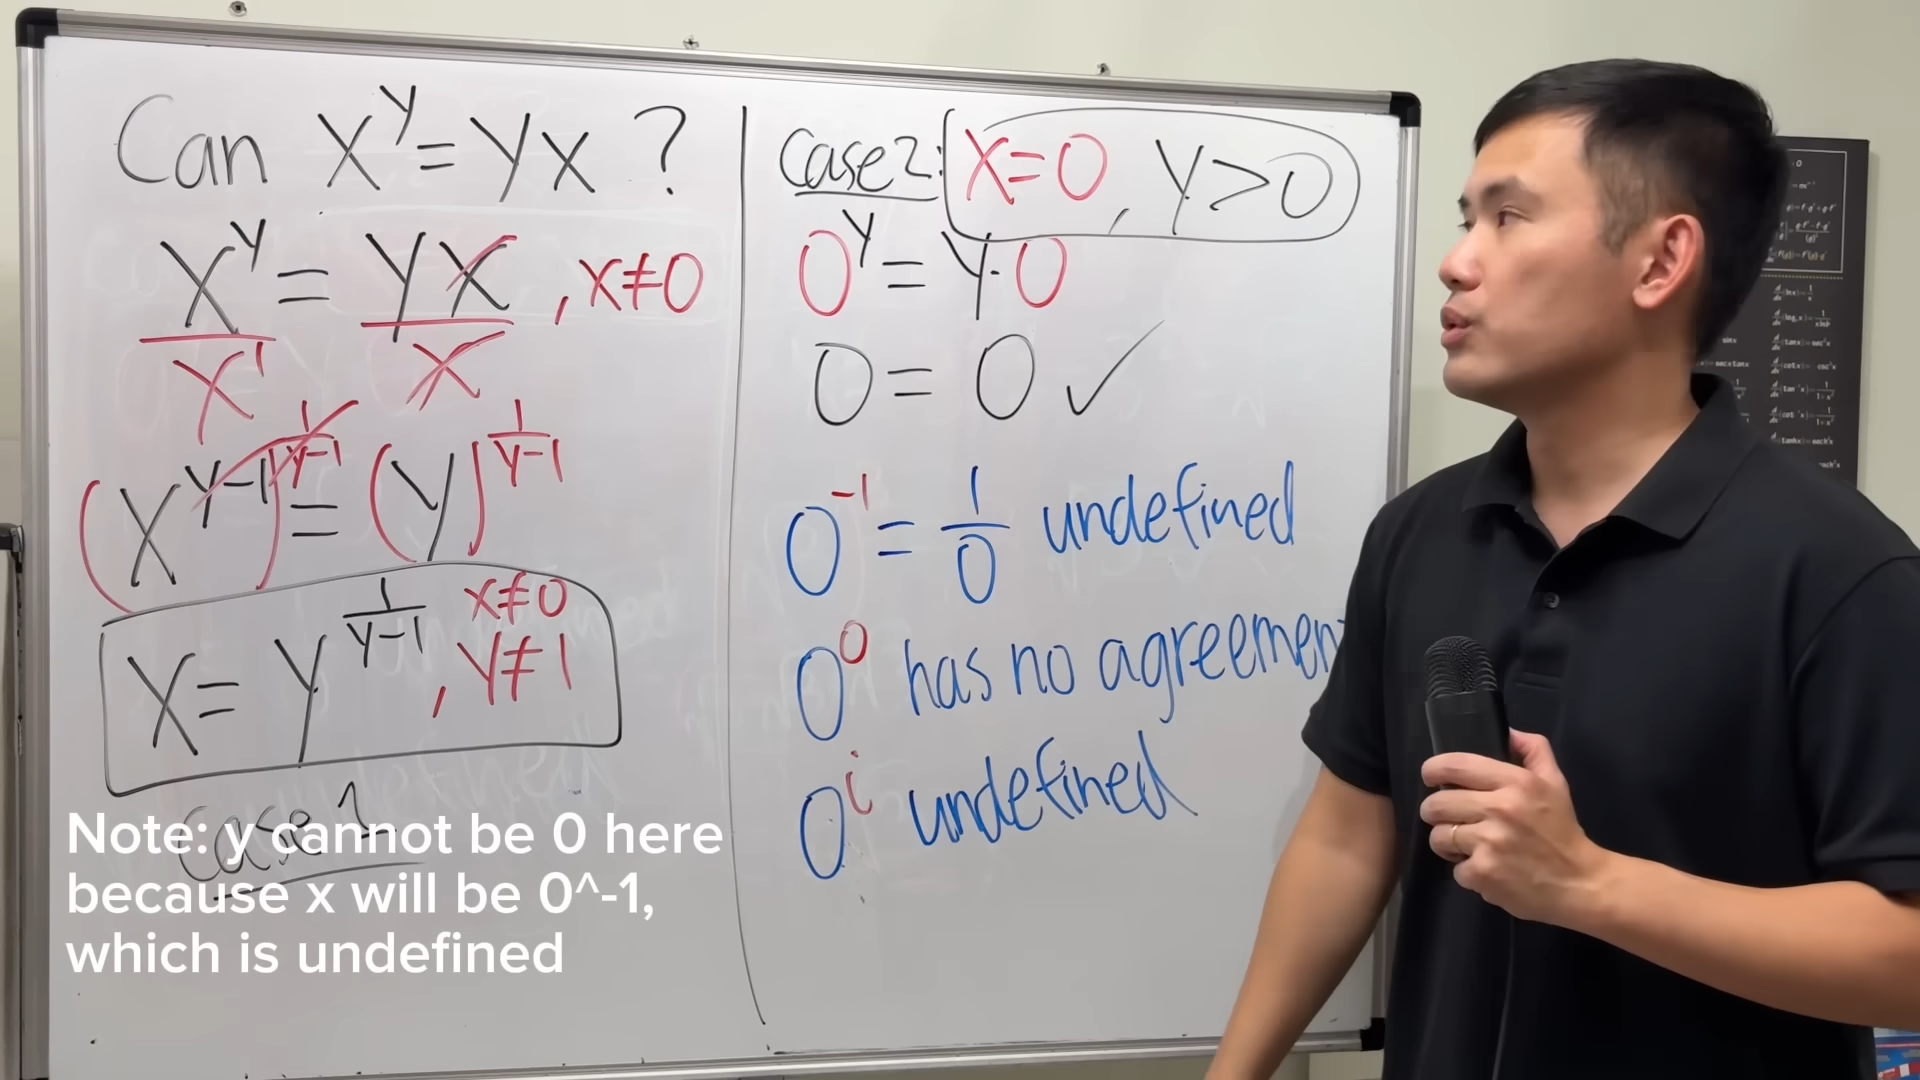 Can x^y = yx ?
x^y/x^1 = yx/x , x≠0
(x^(y-1))^(1/(y-1)) = (y)^(1/(y-1))
x = y^(1/(y-1)) , x≠0 y≠1
Case 1
Note: y cannot be 0 here
because x will be 0^-1,
which is undefined
Case 2: x=0, y>0
0^y = y·0
0 = 0 ✓
0^-1 = 1/0 undefined
0^0 has no agreement
0^i undefined